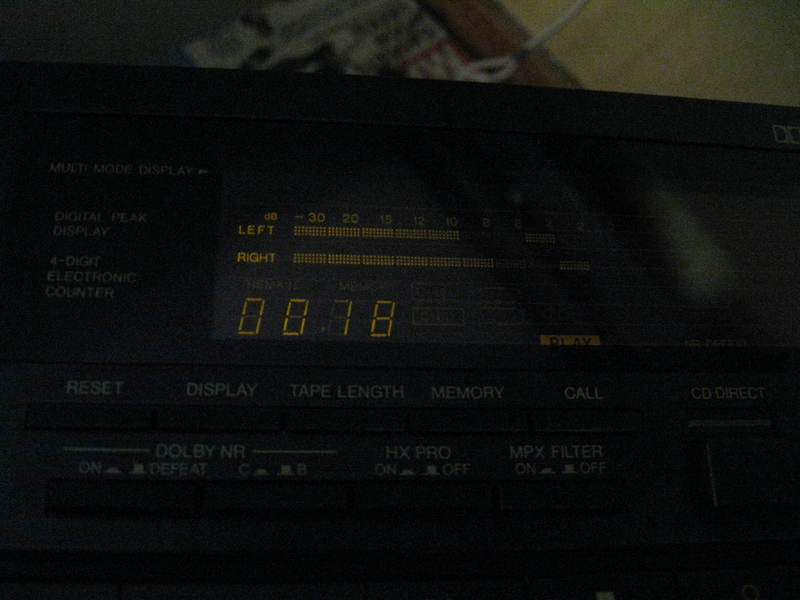 MULTI MODE DISPLAY
DIGITAL PEAK
DISPLAY
4-DIGIT
ELECTRONIC
COUNTER
dB -30 20 15 12 10 8
LEFT
RIGHT
PLAY
RESET DISPLAY TAPE LENGTH MEMORY CALL CD DIRECT
DOLBY NR HX PRO MPX FILTER
ON DEFEAT C B ON OFF ON OFF